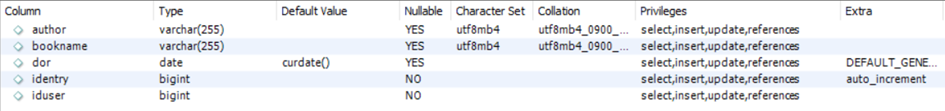 Column Type Default Value Nullable Character Set Collation Privileges Extra
author varchar(255) YES utf8mb4 utf8mb4_0900_... select,insert,update,references
bookname varchar(255) YES utf8mb4 utf8mb4_0900_... select,insert,update,references
dor date curdate() YES select,insert,update,references DEFAULT_GENE...
identry bigint NO select,insert,update,references auto_increment
iduser bigint NO select,insert,update,references